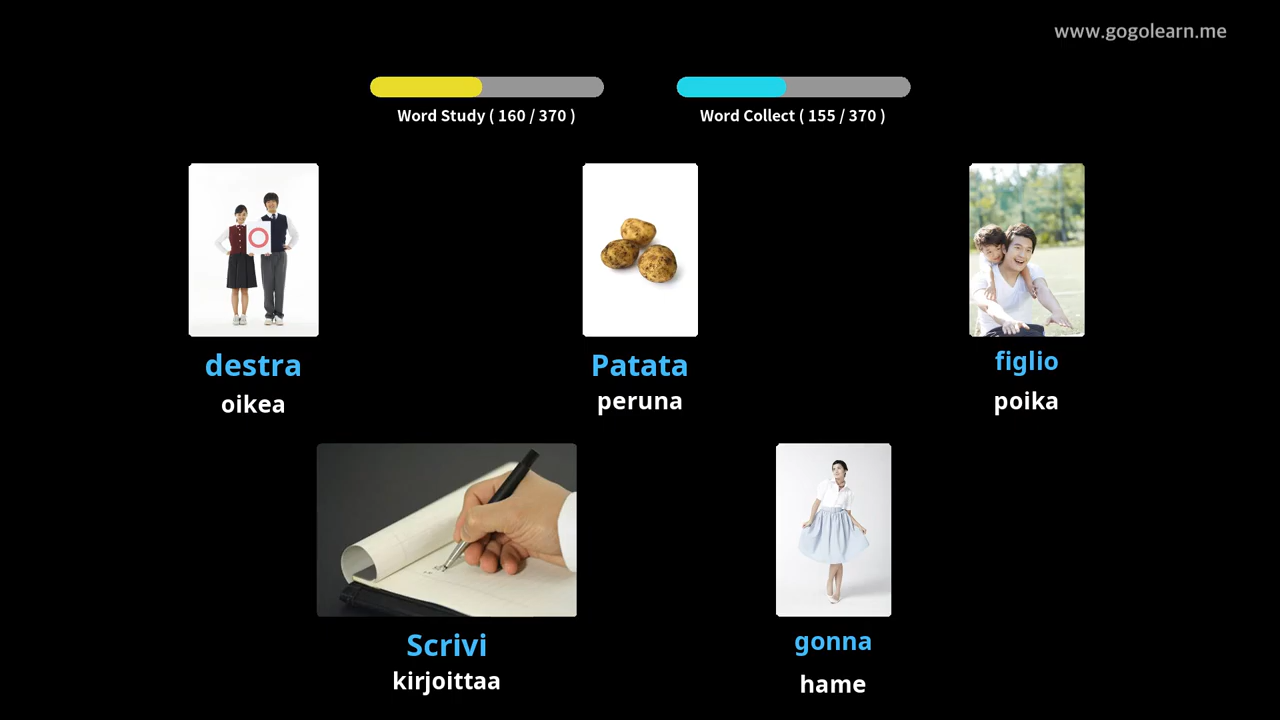 www.gogolearn.me
Word Study ( 160 / 370 )
Word Collect ( 155 / 370 )
destra
oikea
Patata
peruna
figlio
poika
Scrivi
kirjoittaa
gonna
hame